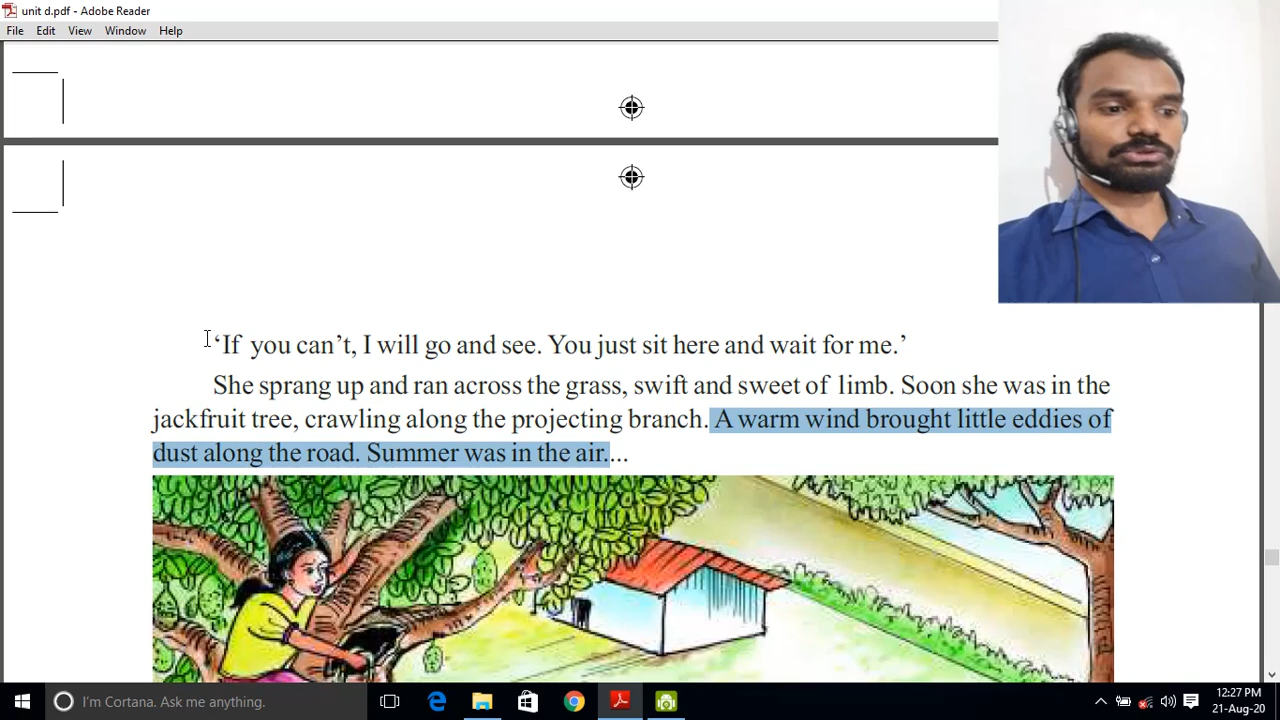 unit d.pdf - Adobe Reader
File Edit View Window Help
‘If you can’t, I will go and see. You just sit here and wait for me.’
She sprang up and ran across the grass, swift and sweet of limb. Soon she was in the
jackfruit tree, crawling along the projecting branch. A warm wind brought little eddies of
dust along the road. Summer was in the air....
I'm Cortana. Ask me anything.
12:27 PM
21-Aug-20